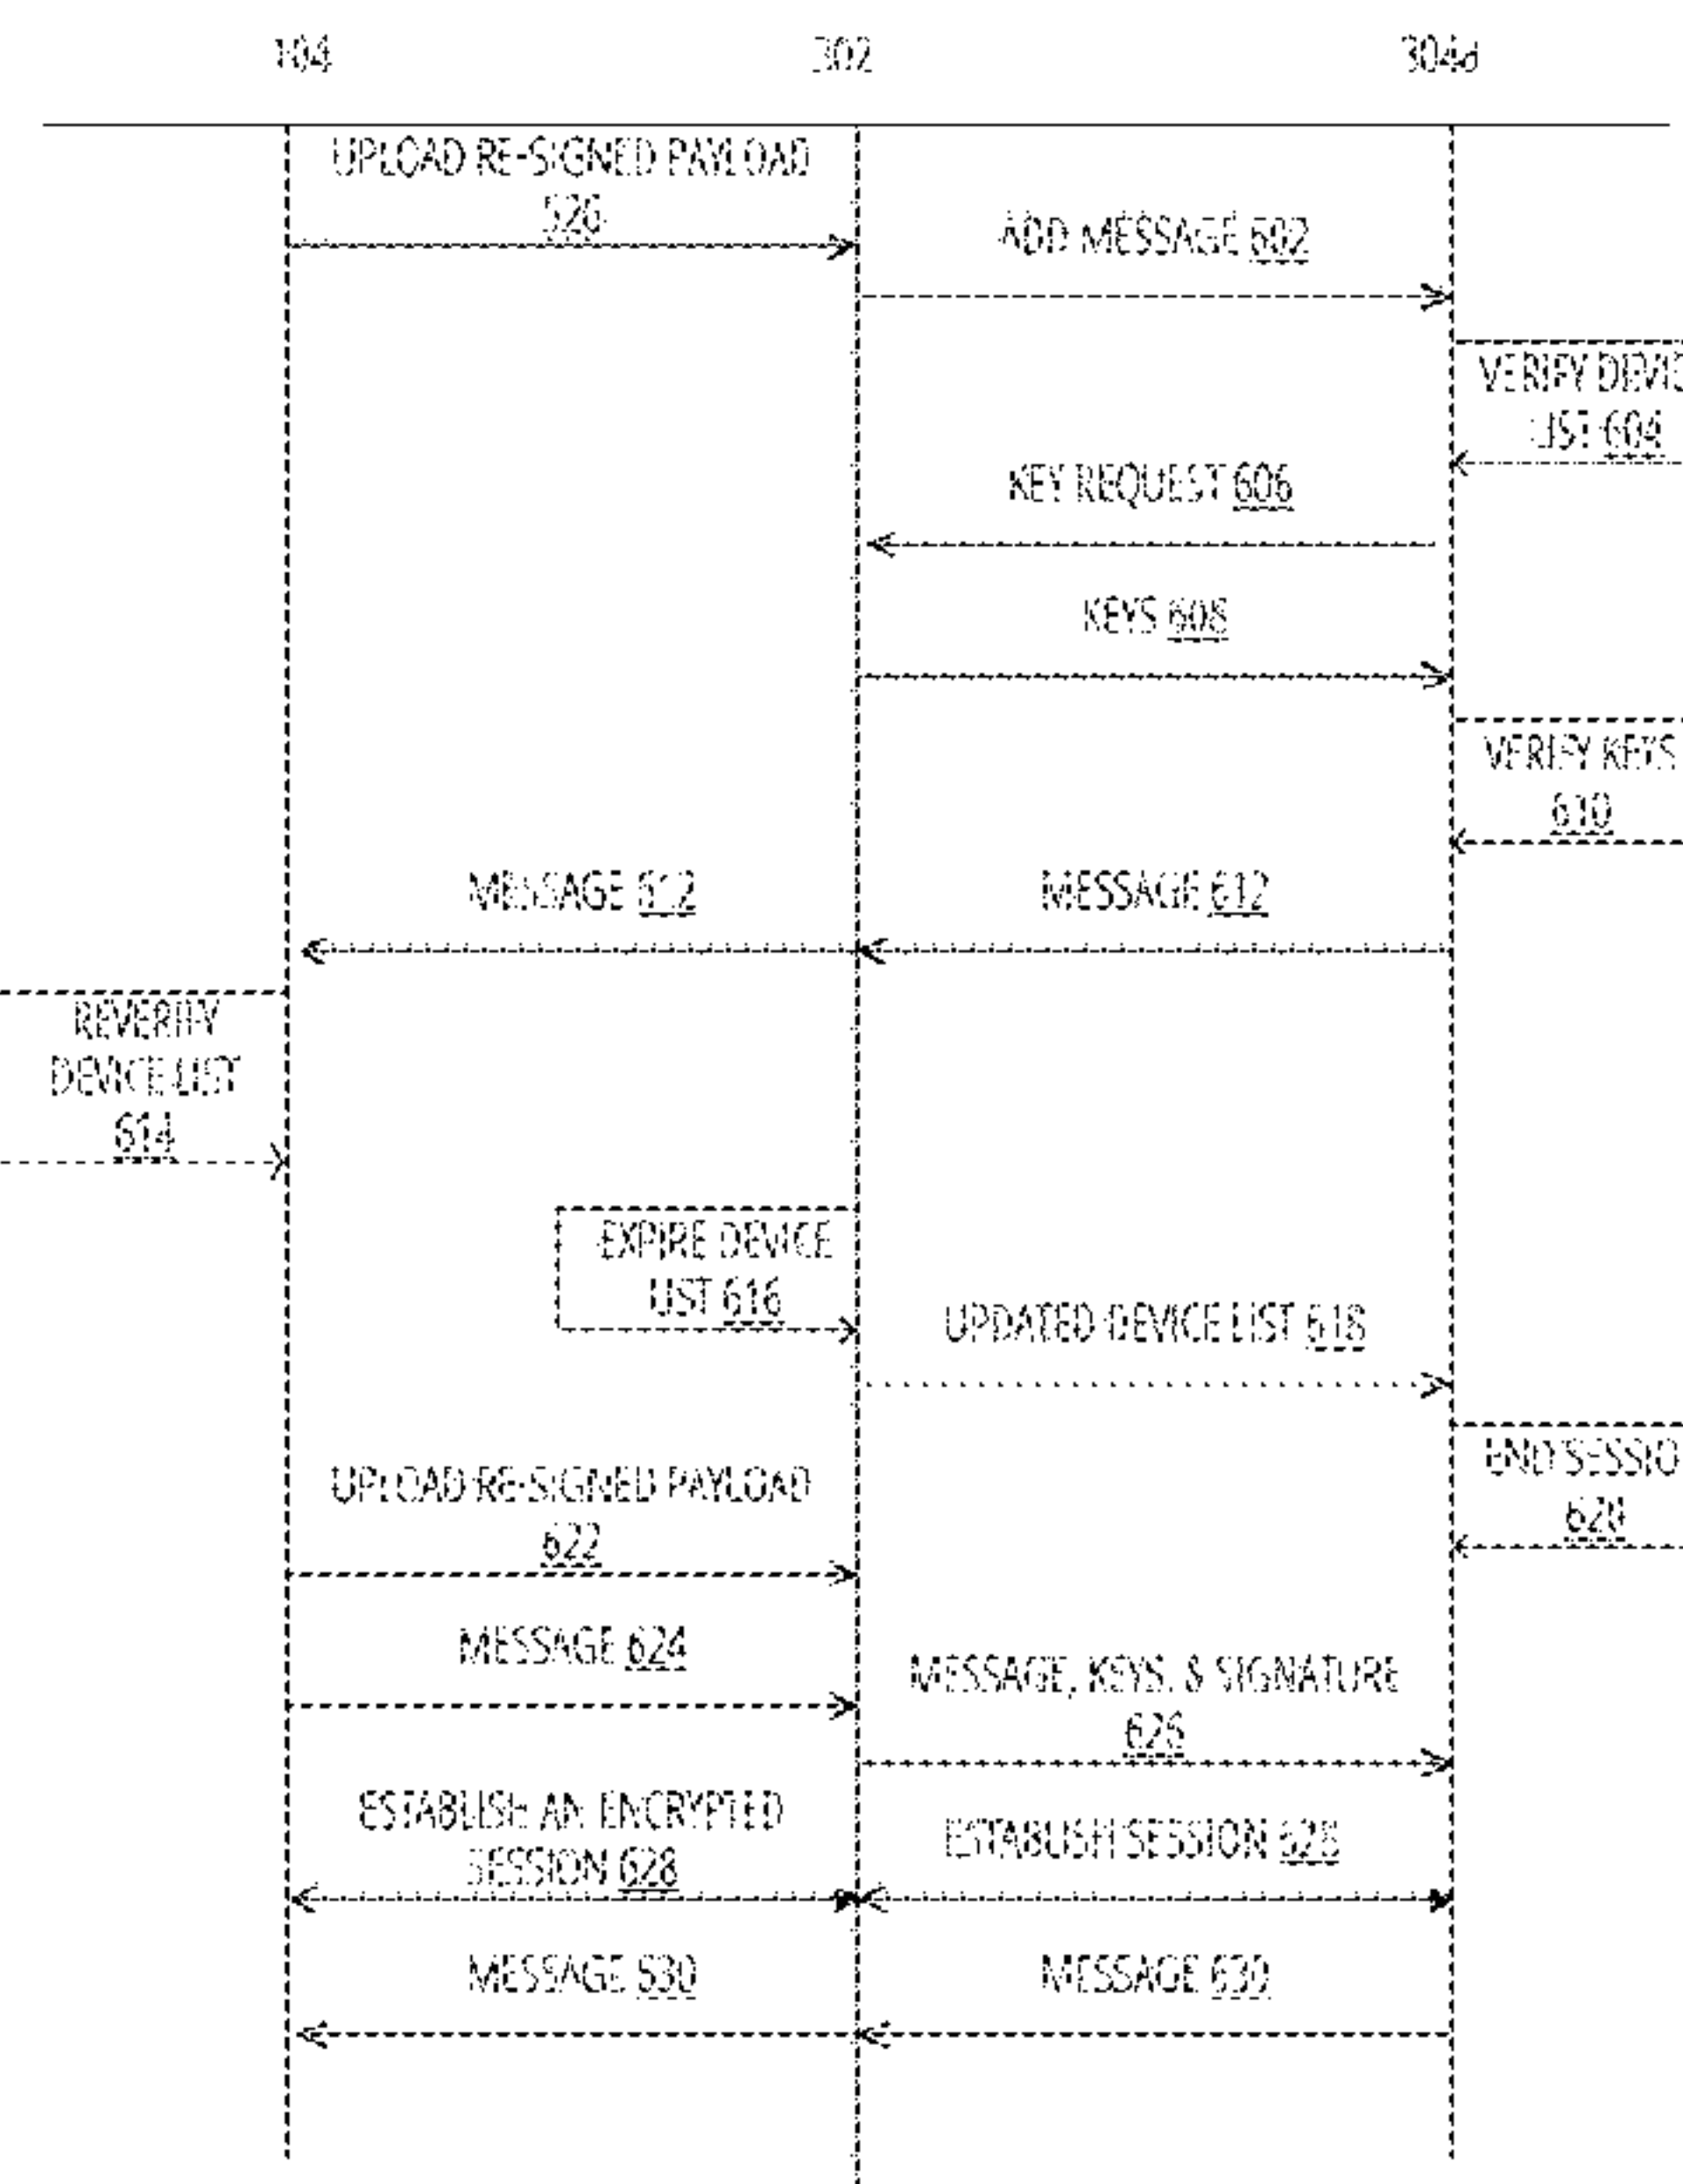 104 302 304d
UPLOAD RE-SIGNED PAYLOAD
526
ADD MESSAGE 602
VERIFY DEVIC
LIST 604
KEY REQUEST 606
KEYS 608
VERIFY KEYS
610
MESSAGE 612 MESSAGE 612
REVERIFY
DEVICE LIST
614
EXPIRE DEVICE
LIST 616
UPDATED DEVICE LIST 618
END SESSIO
620
UPLOAD RE-SIGNED PAYLOAD
622
MESSAGE 624
MESSAGE, KEYS, & SIGNATURE
626
ESTABLISH AN ENCRYPTED
SESSION 628
ESTABLISH SESSION 628
MESSAGE 630 MESSAGE 630